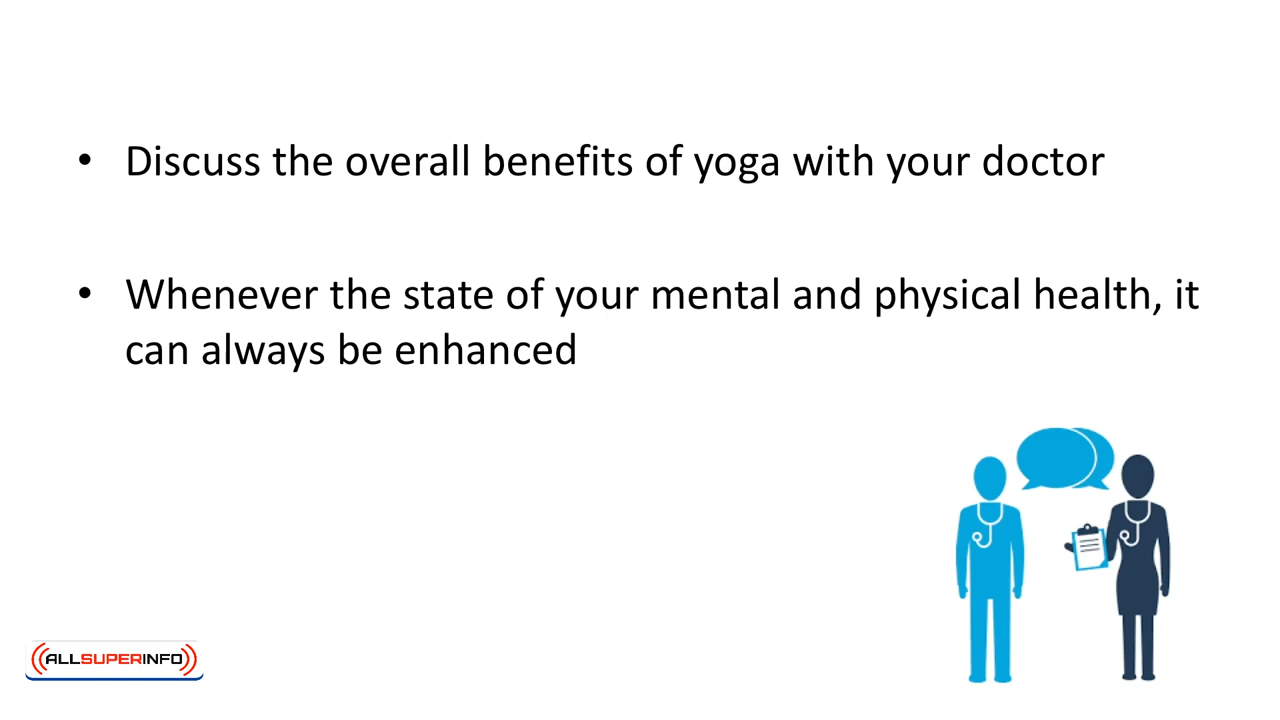 • Discuss the overall benefits of yoga with your doctor
• Whenever the state of your mental and physical health, it
can always be enhanced
ALLSUPERINFO